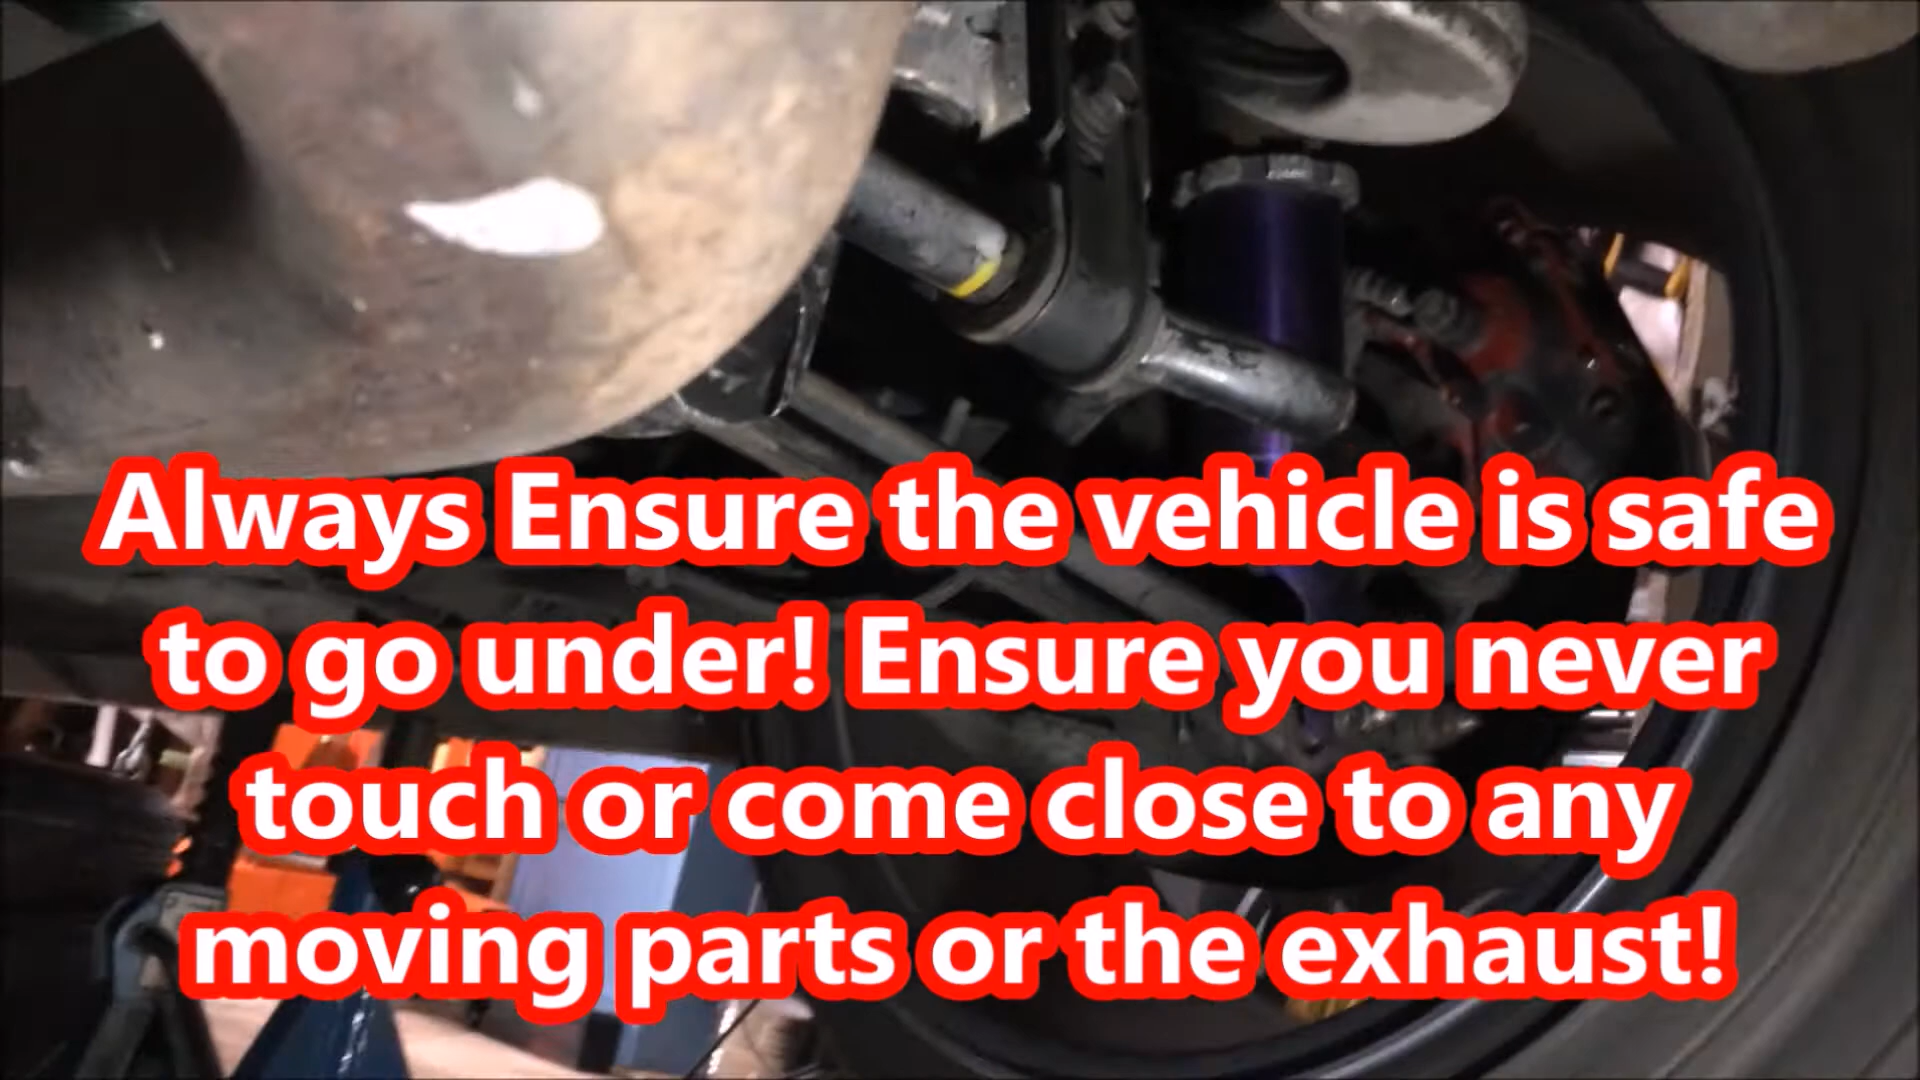 Always Ensure the vehicle is safe
to go under! Ensure you never
touch or come close to any
moving parts or the exhaust!